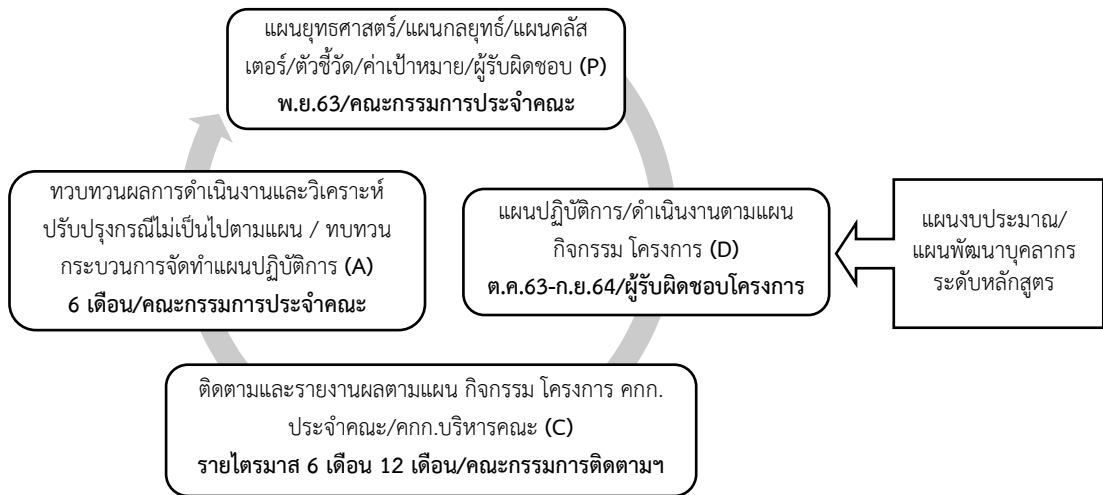 แผนยุทธศาสตร์/แผนกลยุทธ์/แผนคลัส
เตอร์/ตัวชี้วัด/ค่าเป้าหมาย/ผู้รับผิดชอบ (P)
พ.ย.63/คณะกรรมการประจำคณะ
ทวบทวนผลการดำเนินงานและวิเคราะห์
ปรับปรุงกรณีไม่เป็นไปตามแผน / ทบทวน
กระบวนการจัดทำแผนปฏิบัติการ (A)
6 เดือน/คณะกรรมการประจำคณะ
แผนปฏิบัติการ/ดำเนินงานตามแผน
กิจกรรม โครงการ (D)
ต.ค.63-ก.ย.64/ผู้รับผิดชอบโครงการ
แผนงบประมาณ/
แผนพัฒนาบุคลากร
ระดับหลักสูตร
ติดตามและรายงานผลตามแผน กิจกรรม โครงการ คกก.
ประจำคณะ/คกก.บริหารคณะ (C)
รายไตรมาส 6 เดือน 12 เดือน/คณะกรรมการติดตามฯ